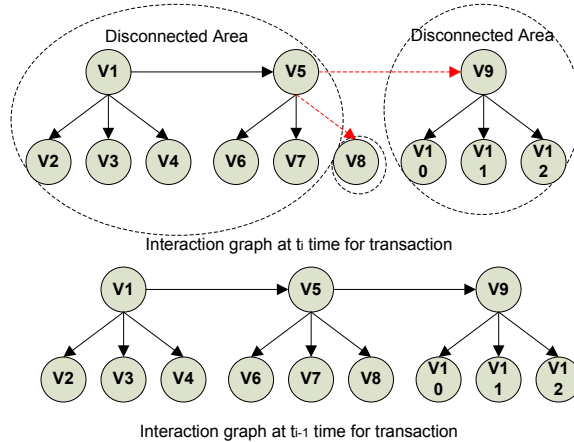 Disconnected Area Disconnected Area
V1 V5 V9
V2 V3 V4 V6 V7 V8 V1 V1 V1
0 1 2
Interaction graph at ti time for transaction
V1 V5 V9
V2 V3 V4 V6 V7 V8 V1 V1 V1
0 1 2
Interaction graph at ti-1 time for transaction